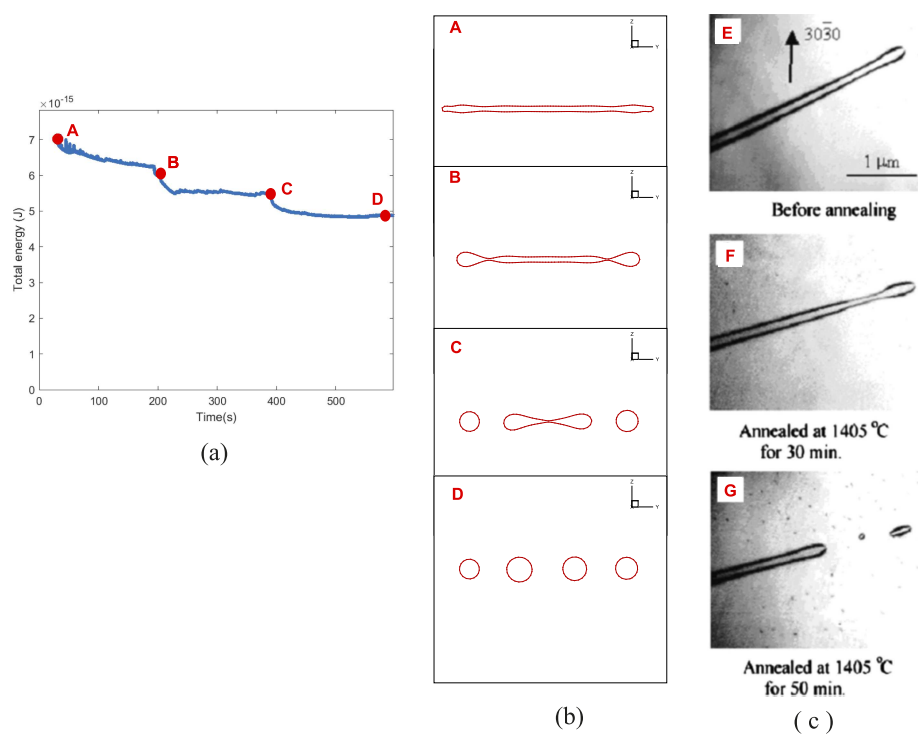 × 10⁻¹⁵
Total energy (J)
7
6
5
4
3
2
1
0
0
100
200
300
400
500
Time(s)
A
B
C
D
(a)
A
Z
Y
B
Z
Y
C
Z
Y
D
Z
Y
(b)
E
303̅0
1 μm
Before annealing
F
Annealed at 1405 °C
for 30 min.
G
Annealed at 1405 °C
for 50 min.
( c )